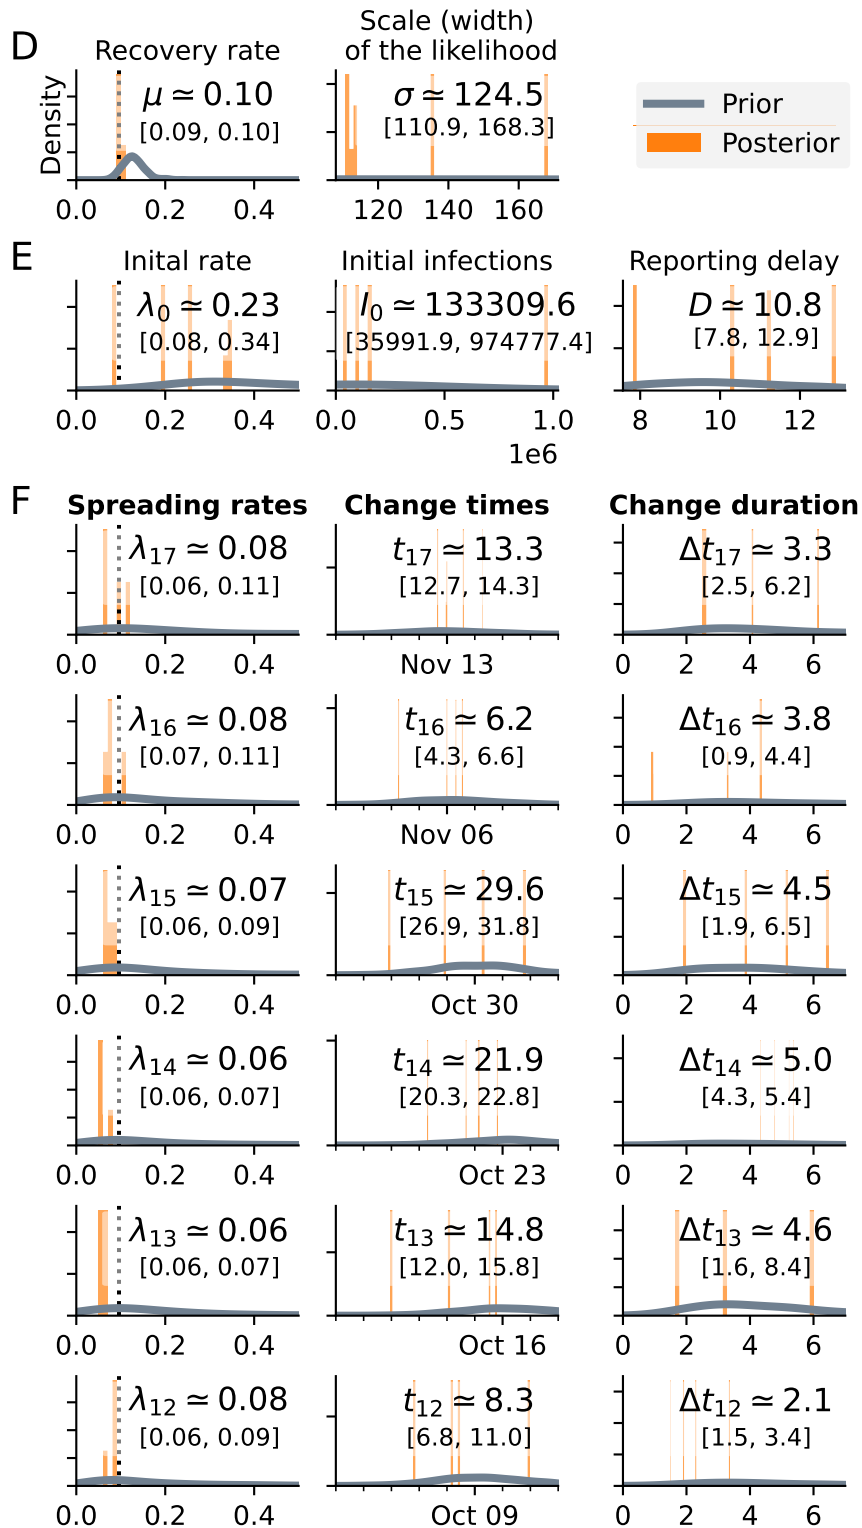 D
Recovery rate
Scale (width)
of the likelihood
Density
μ ≃ 0.10
[0.09, 0.10]
σ ≃ 124.5
[110.9, 168.3]
Prior
Posterior
0.0 0.2 0.4
120 140 160
E
Inital rate
Initial infections
Reporting delay
λ0 ≃ 0.23
[0.08, 0.34]
I0 ≃ 133309.6
[35991.9, 974777.4]
D ≃ 10.8
[7.8, 12.9]
0.0 0.2 0.4
0.0 0.5 1.0
1e6
8 10 12
F
Spreading rates
Change times
Change duration
λ17 ≃ 0.08
[0.06, 0.11]
t17 ≃ 13.3
[12.7, 14.3]
Δt17 ≃ 3.3
[2.5, 6.2]
0.0 0.2 0.4
Nov 13
0 2 4 6
λ16 ≃ 0.08
[0.07, 0.11]
t16 ≃ 6.2
[4.3, 6.6]
Δt16 ≃ 3.8
[0.9, 4.4]
0.0 0.2 0.4
Nov 06
0 2 4 6
λ15 ≃ 0.07
[0.06, 0.09]
t15 ≃ 29.6
[26.9, 31.8]
Δt15 ≃ 4.5
[1.9, 6.5]
0.0 0.2 0.4
Oct 30
0 2 4 6
λ14 ≃ 0.06
[0.06, 0.07]
t14 ≃ 21.9
[20.3, 22.8]
Δt14 ≃ 5.0
[4.3, 5.4]
0.0 0.2 0.4
Oct 23
0 2 4 6
λ13 ≃ 0.06
[0.06, 0.07]
t13 ≃ 14.8
[12.0, 15.8]
Δt13 ≃ 4.6
[1.6, 8.4]
0.0 0.2 0.4
Oct 16
0 2 4 6
λ12 ≃ 0.08
[0.06, 0.09]
t12 ≃ 8.3
[6.8, 11.0]
Δt12 ≃ 2.1
[1.5, 3.4]
0.0 0.2 0.4
Oct 09
0 2 4 6